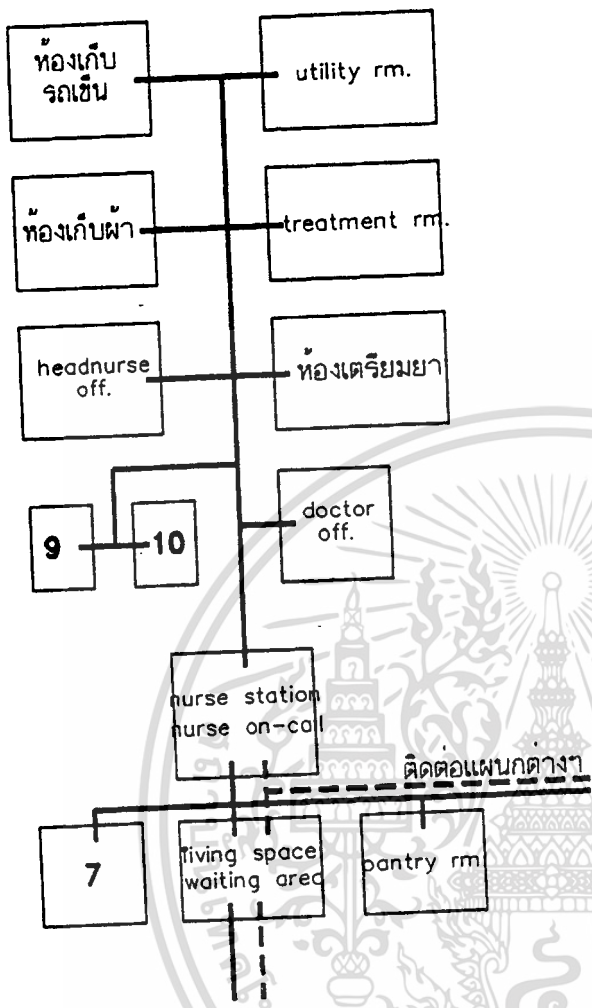 ห้องเก็บ
รถเข็น
utility rm.
ห้องเก็บผ้า
treatment rm.
headnurse
off.
ห้องเตรียมยา
9
10
doctor
off.
nurse station
nurse on-call
ติดต่อแผนกต่างๆ
7
living space
waiting area
pantry rm